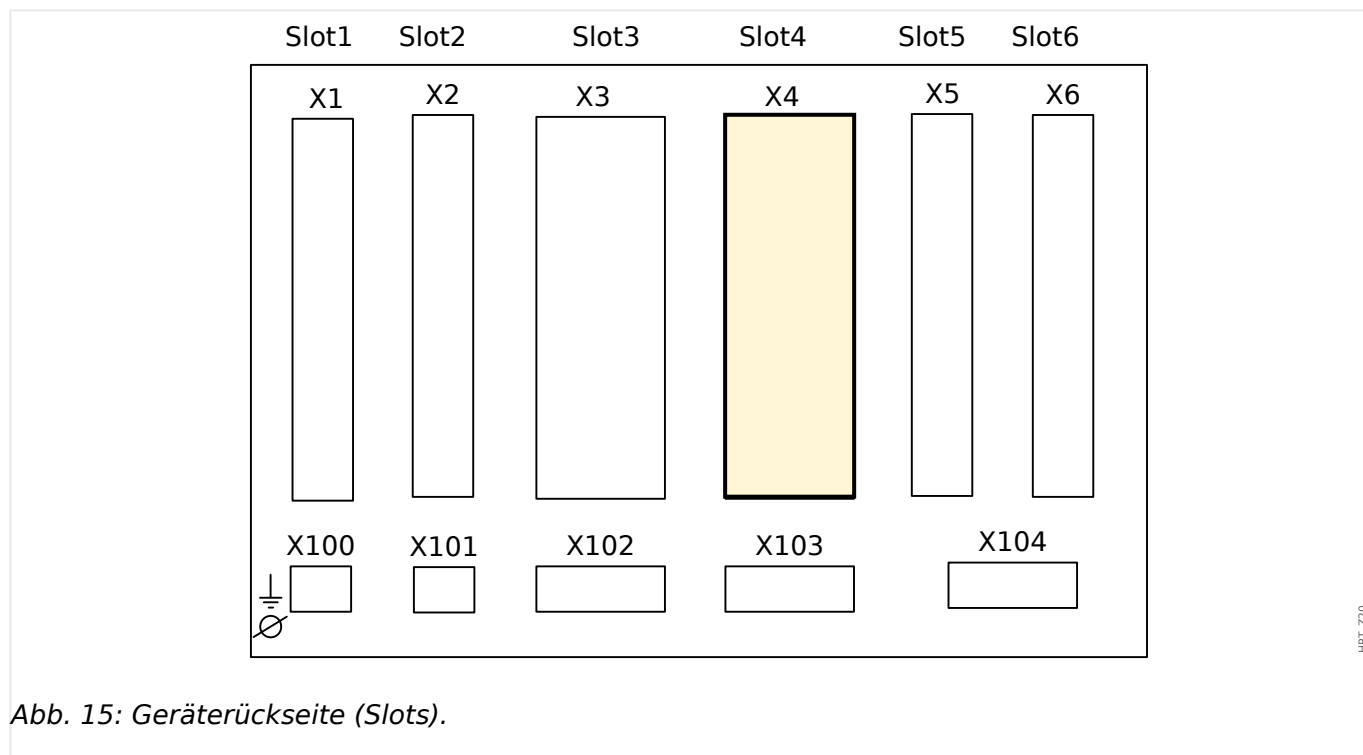 Slot1 Slot2 Slot3 Slot4 Slot5 Slot6
X1 X2 X3 X4 X5 X6
X100 X101 X102 X103 X104
Abb. 15: Geräterückseite (Slots).